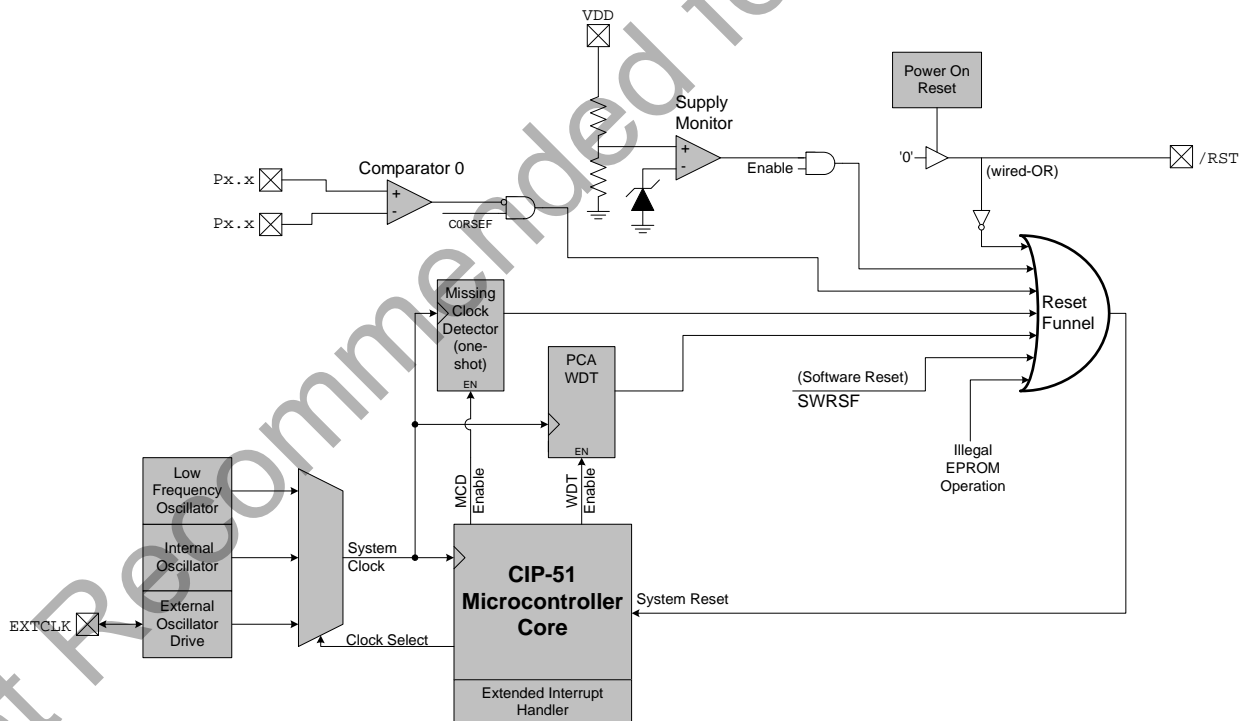 VDD
Power On
Reset
Supply
Monitor
+
-
Enable
'0'
(wired-OR)
/RST
Comparator 0
Px.x
Px.x
+
-
C0RSEF
Missing
Clock
Detector
(one-
shot)
EN
PCA
WDT
EN
Reset
Funnel
(Software Reset)
SWRSF
Illegal
EPROM
Operation
MCD
Enable
WDT
Enable
Low
Frequency
Oscillator
Internal
Oscillator
External
Oscillator
Drive
EXTCLK
System
Clock
Clock Select
CIP-51
Microcontroller
Core
System Reset
Extended Interrupt
Handler
Recommended